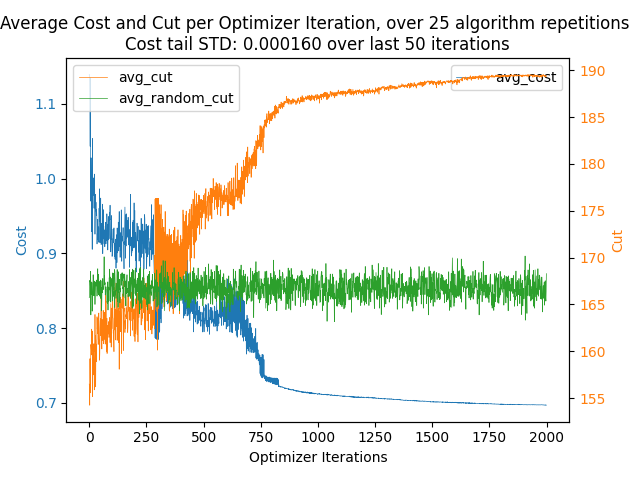 Average Cost and Cut per Optimizer Iteration, over 25 algorithm repetitions
Cost tail STD: 0.000160 over last 50 iterations
avg_cut
avg_random_cut
avg_cost
1.1
1.0
0.9
0.8
0.7
Cost
190
185
180
175
170
165
160
155
Cut
0 250 500 750 1000 1250 1500 1750 2000
Optimizer Iterations